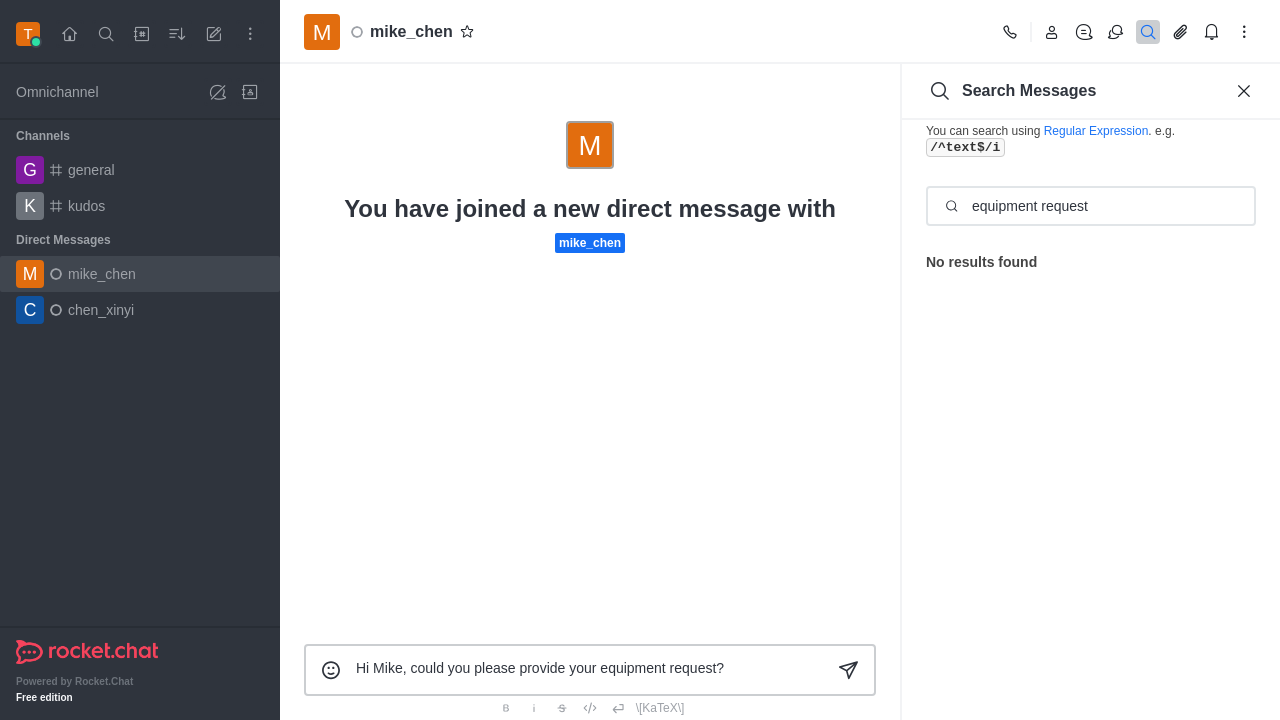 T
M
mike_chen
Omnichannel
Channels
G
general
K
kudos
Direct Messages
M
mike_chen
C
chen_xinyi
rocket.chat
Powered by Rocket.Chat
Free edition
M
You have joined a new direct message with
mike_chen
Hi Mike, could you please provide your equipment request?
B
i
S
\[KaTeX\]
Search Messages
You can search using Regular Expression. e.g.
/^text$/i
equipment request
No results found